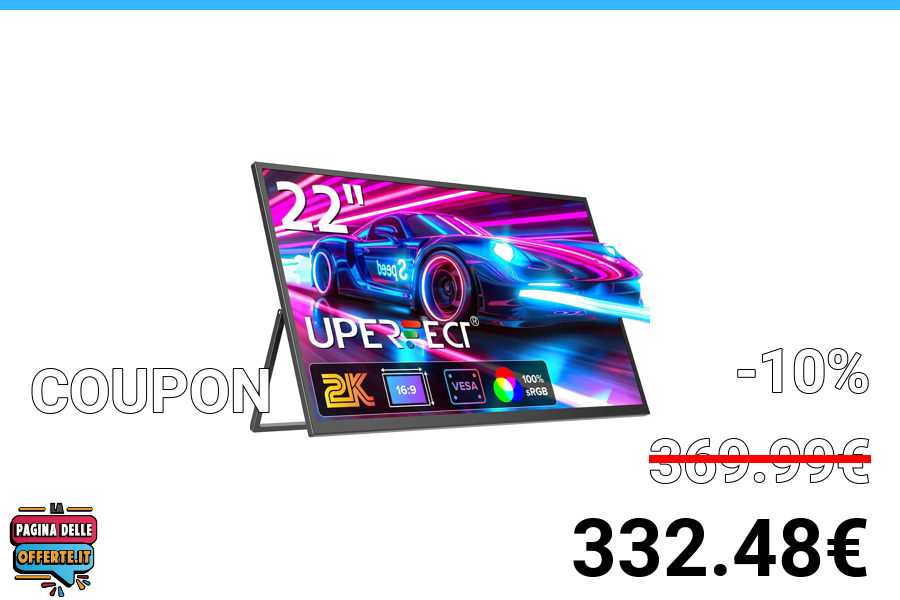 22"
Speed
UPERFECT®
2K
16:9
VESA
100%
sRGB
COUPON
-10%
369.99€
332.48€
LA
PAGINA DELLE
OFFERTE.IT